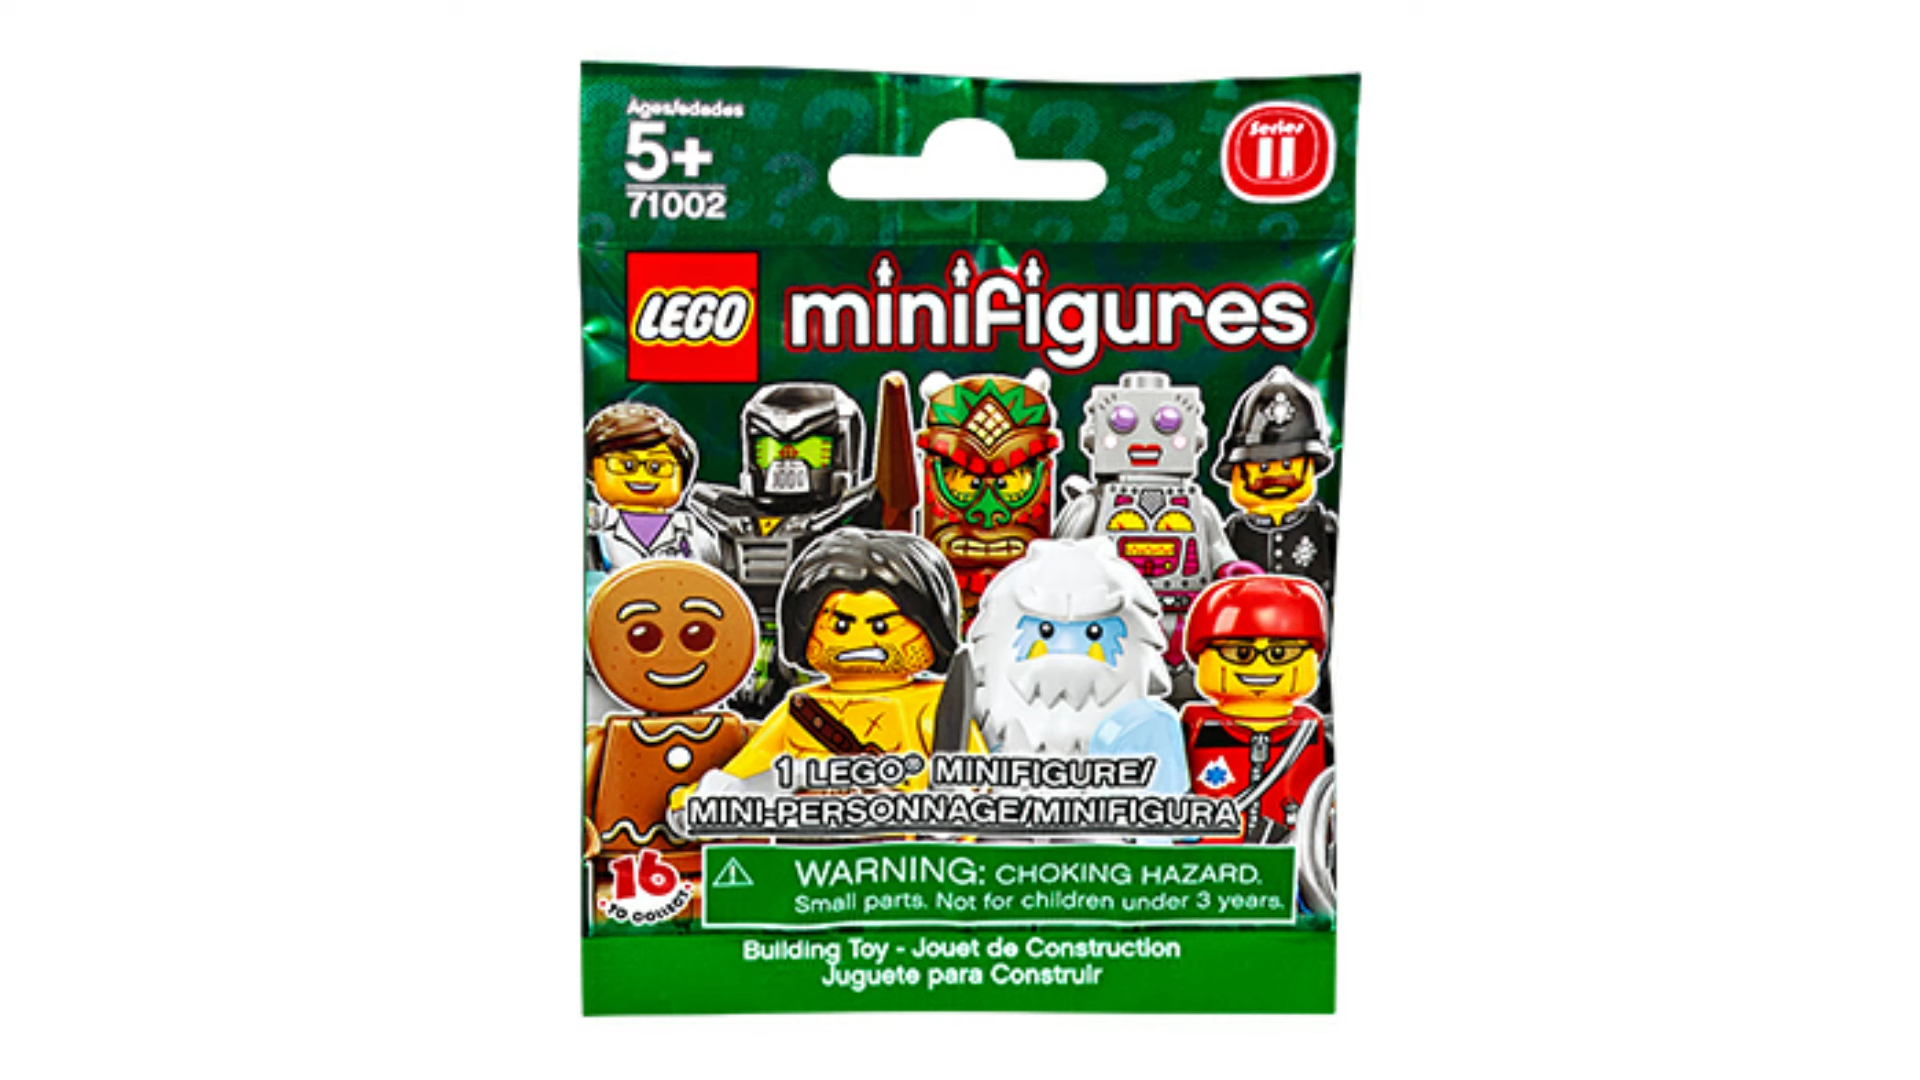 Ages/edades
5+
71002
Series
11
LEGO
minifigures
1 LEGO® MINIFIGURE/
MINI-PERSONNAGE/MINIFIGURA
16
TO COLLECT
WARNING: CHOKING HAZARD.
Small parts. Not for children under 3 years.
Building Toy - Jouet de Construction
Juguete para Construir